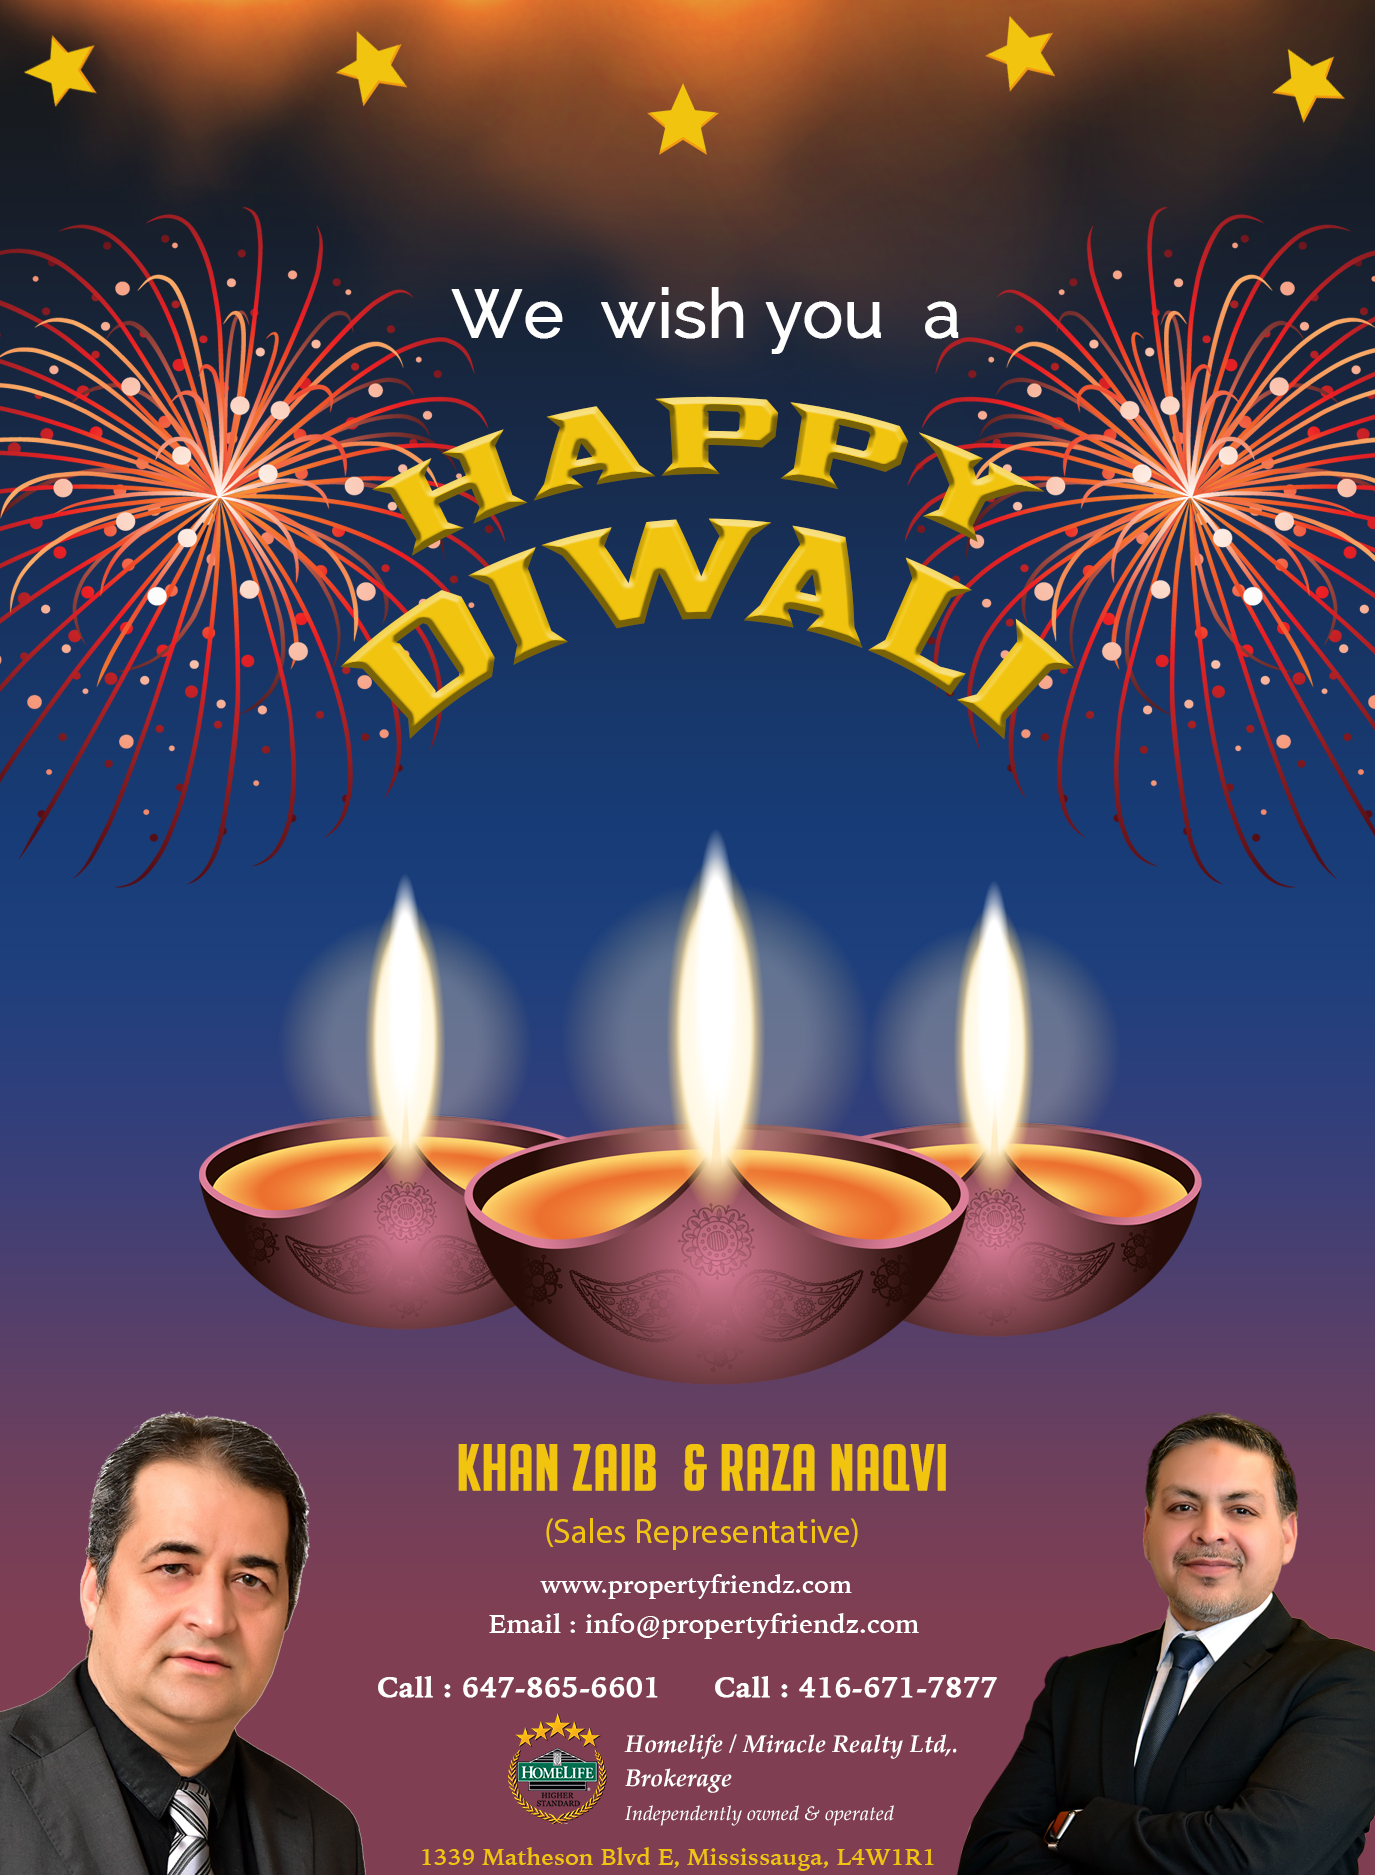 We wish you a
HAPPY
DIWALI
KHAN ZAIB & RAZA NAQVI
(Sales Representative)
www.propertyfriendz.com
Email : info@propertyfriendz.com
Call : 647-865-6601 Call : 416-671-7877
HOMELIFE
HIGHER
STANDARD
Homelife / Miracle Realty Ltd,.
Brokerage
Independently owned & operated
1339 Matheson Blvd E, Mississauga, L4W1R1